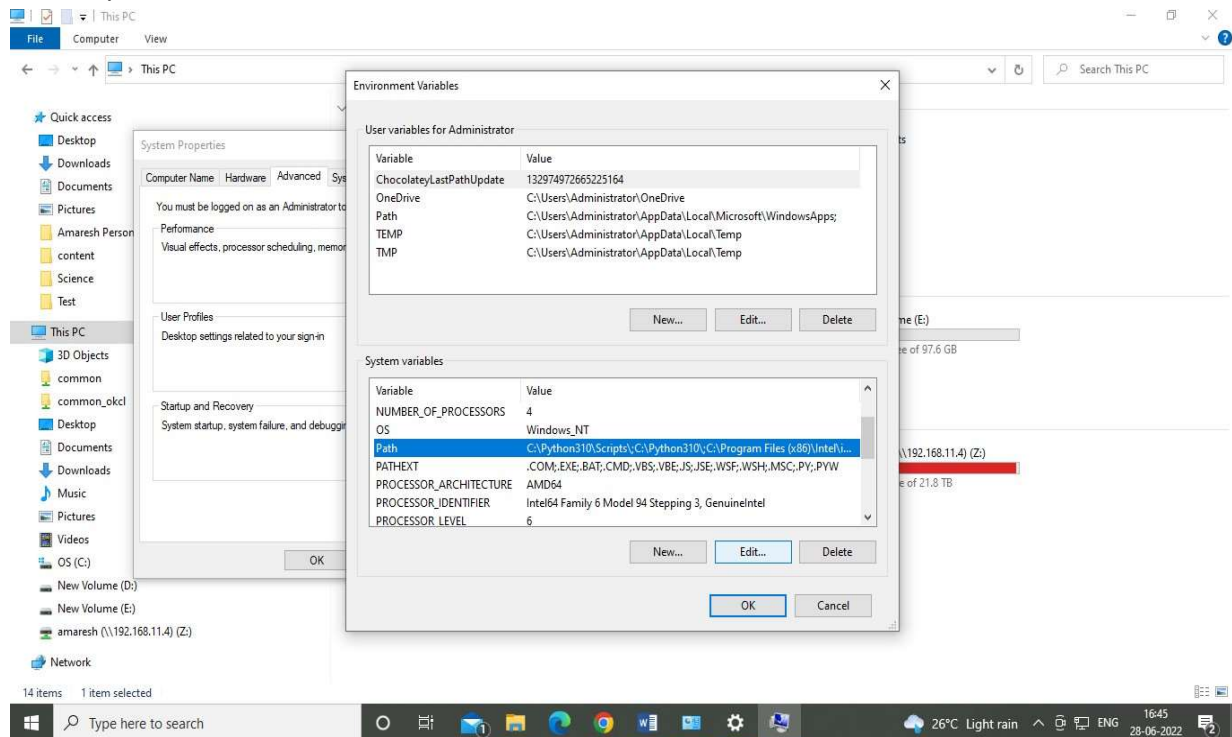 This PC
File Computer View
This PC
Search This PC
Quick access
Desktop
Downloads
Documents
Pictures
Amaresh Person
content
Science
Test
This PC
3D Objects
common
common_okcl
Desktop
Documents
Downloads
Music
Pictures
Videos
OS (C:)
New Volume (D:)
New Volume (E:)
amaresh (\\192.168.11.4) (Z:)
Network
14 items 1 item selected
System Properties
Computer Name Hardware Advanced Sys
You must be logged on as an Administrator to
Performance
Visual effects, processor scheduling, memor
User Profiles
Desktop settings related to your sign-in
Startup and Recovery
System startup, system failure, and debuggin
OK
Environment Variables
User variables for Administrator
Variable Value
ChocolateyLastPathUpdate 132974972665225164
OneDrive C:\Users\Administrator\OneDrive
Path C:\Users\Administrator\AppData\Local\Microsoft\WindowsApps;
TEMP C:\Users\Administrator\AppData\Local\Temp
TMP C:\Users\Administrator\AppData\Local\Temp
New... Edit... Delete
System variables
Variable Value
NUMBER_OF_PROCESSORS 4
OS Windows_NT
Path C:\Python310\Scripts\;C:\Python310\;C:\Program Files (x86)\Intel\i...
PATHEXT .COM;.EXE;.BAT;.CMD;.VBS;.VBE;.JS;.JSE;.WSF;.WSH;.MSC;.PY;.PYW
PROCESSOR_ARCHITECTURE AMD64
PROCESSOR_IDENTIFIER Intel64 Family 6 Model 94 Stepping 3, GenuineIntel
PROCESSOR_LEVEL 6
New... Edit... Delete
OK Cancel
ts
me (E:)
ee of 97.6 GB
\\192.168.11.4) (Z:)
e of 21.8 TB
Type here to search
26°C Light rain ENG 16:45
28-06-2022